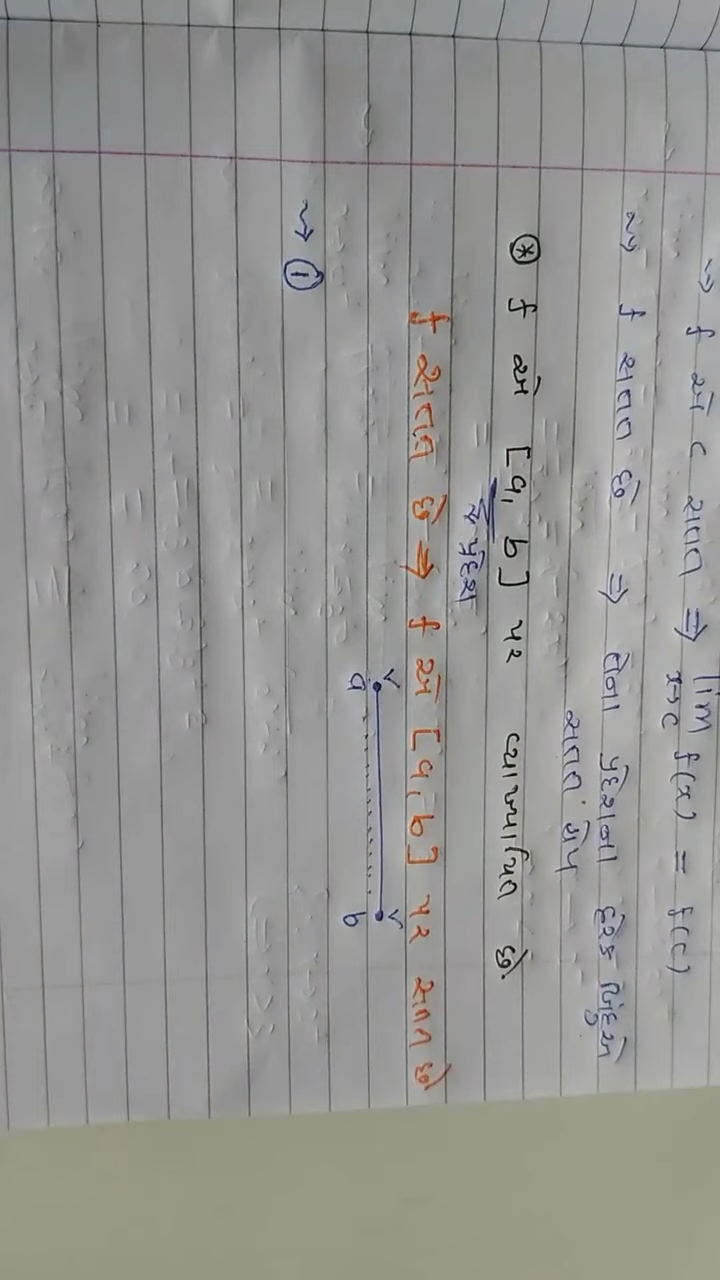 → f એ c સતત ⇒ lim x→c f(x) = f(c)
→ f સતત છે ⇒ તેના પ્રદેશના દરેક બિંદુએ
સતત હોય
⊛ f એ [a, b] પર વ્યાખ્યાયિત છે.
પ્રદેશ
f સતત છે ⇒ f એ [a, b] પર સતત છે
a b
→ ①